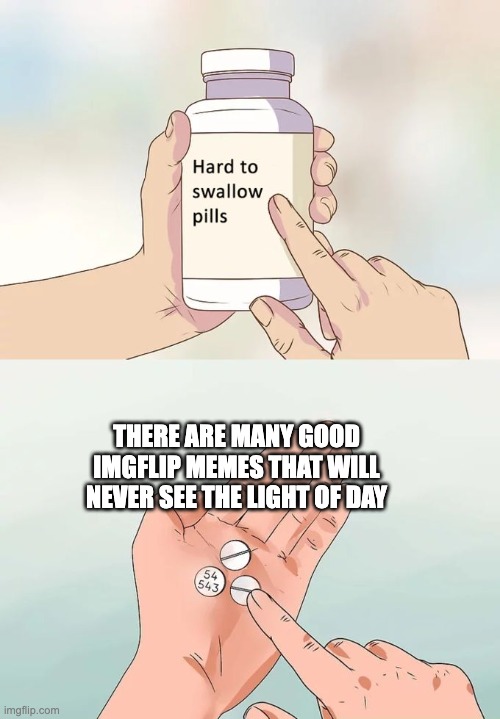 Hard to
swallow
pills
THERE ARE MANY GOOD
IMGFLIP MEMES THAT WILL
NEVER SEE THE LIGHT OF DAY
54
543
imgflip.com